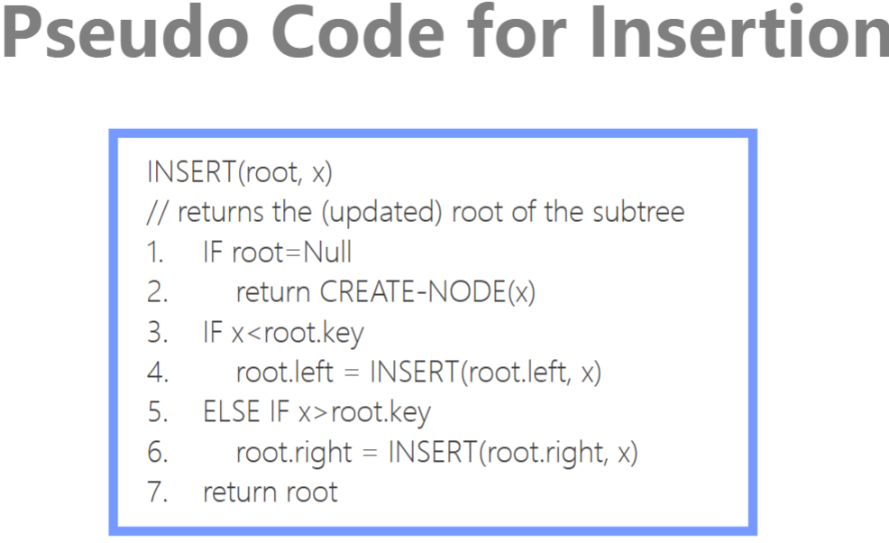 Pseudo Code for Insertion
INSERT(root, x)
// returns the (updated) root of the subtree
1. IF root=Null
2. return CREATE-NODE(x)
3. IF x<root.key
4. root.left = INSERT(root.left, x)
5. ELSE IF x>root.key
6. root.right = INSERT(root.right, x)
7. return root